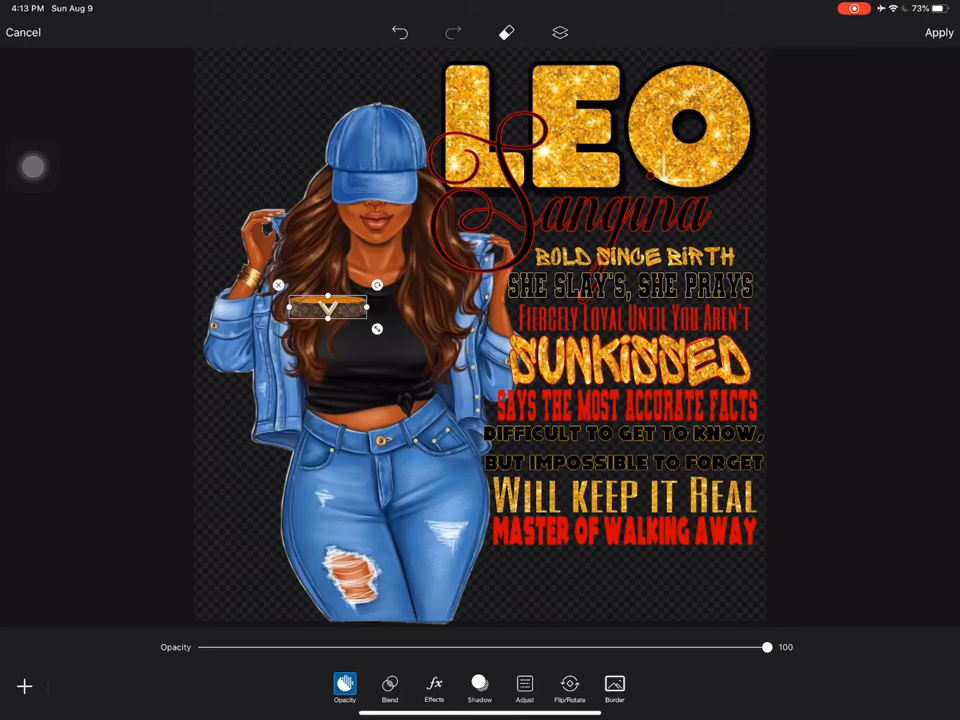 4:13 PM Sun Aug 9
73%
Cancel
Apply
LEO
Sangina
BOLD SINCE BIRTH
SHE SLAY'S, SHE PRAYS
Fiercely Loyal Until You Aren't
SUNKISSED
SAYS THE MOST ACCURATE FACTS
DIFFICULT TO GET TO KNOW,
BUT IMPOSSIBLE TO FORGET
WILL KEEP IT REAL
MASTER OF WALKING AWAY
Opacity
100
Opacity
Blend
fx
Effects
Shadow
Adjust
Flip/Rotate
Border